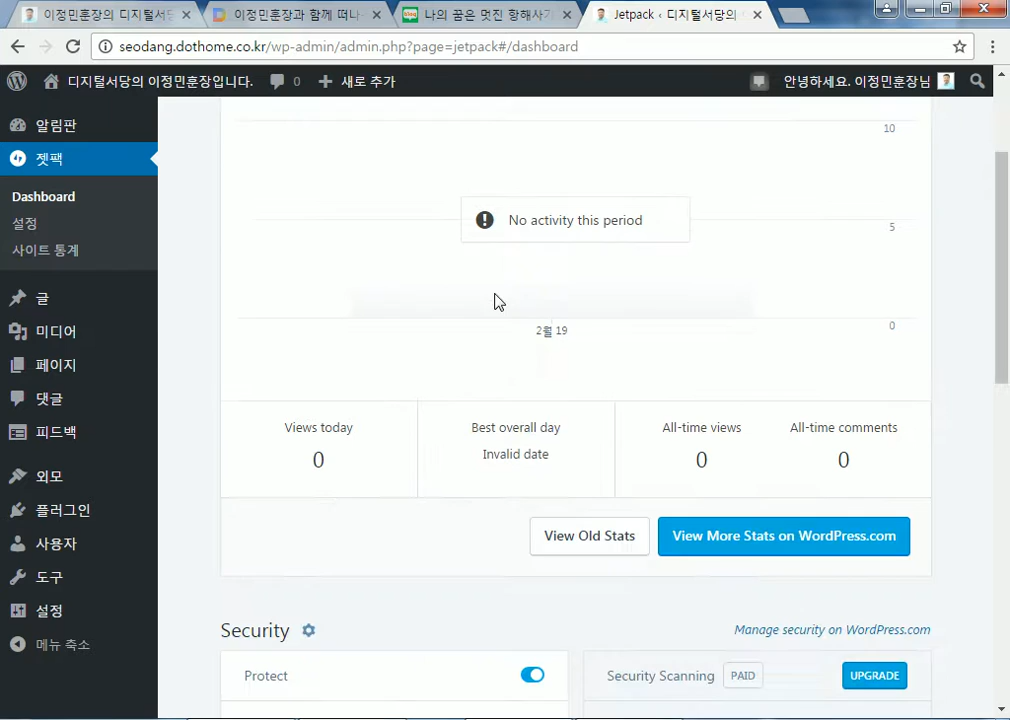 이정민훈장의 디지털서당
이정민훈장과 함께 떠나
나의 꿈은 멋진 항해사
Jetpack ‹ 디지털서당의
seodang.dothome.co.kr/wp-admin/admin.php?page=jetpack#/dashboard
디지털서당의 이정민훈장입니다.
0
새로 추가
안녕하세요. 이정민훈장님
알림판
젯팩
Dashboard
설정
사이트 통계
글
미디어
페이지
댓글
피드백
외모
플러그인
사용자
도구
설정
메뉴 축소
10
No activity this period
5
0
2월 19
Views today
0
Best overall day
Invalid date
All-time views
0
All-time comments
0
View Old Stats
View More Stats on WordPress.com
Security
Manage security on WordPress.com
Protect
Security Scanning
PAID
UPGRADE